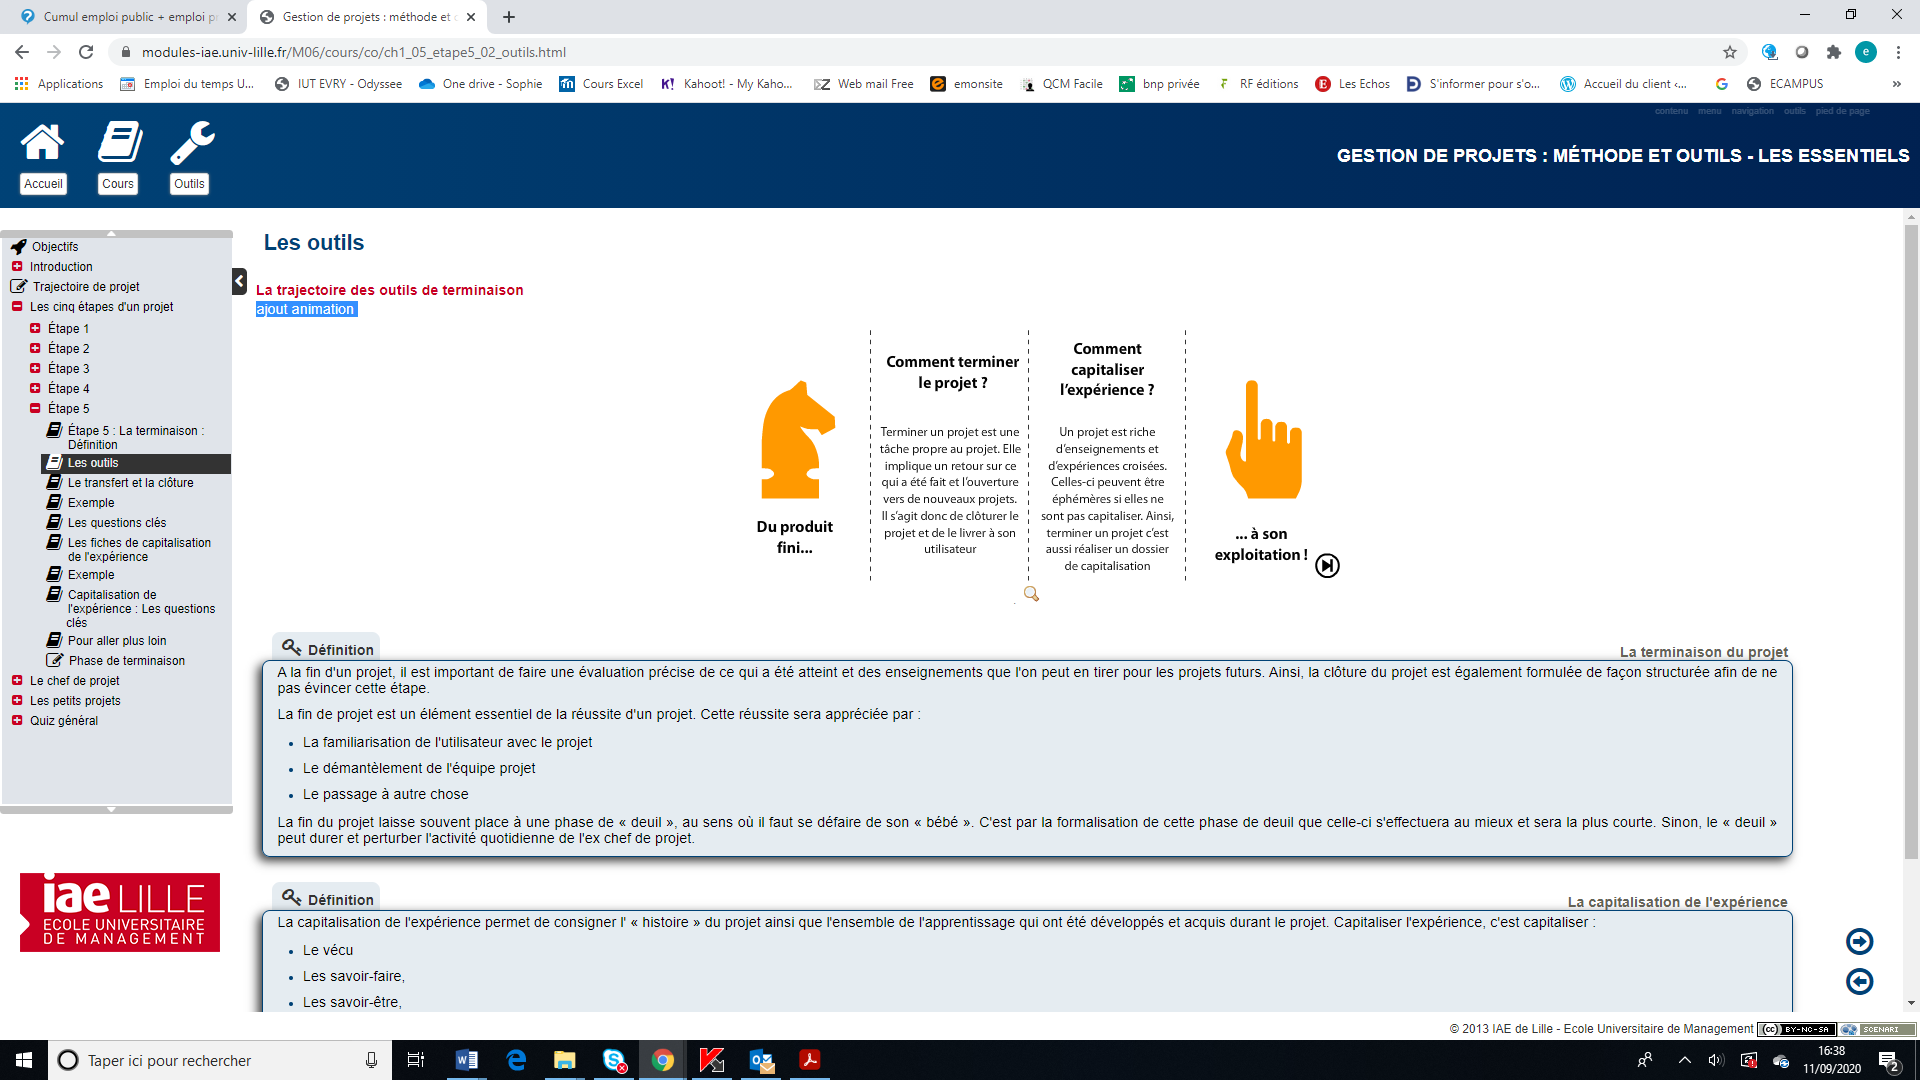 Cumul emploi public + emploi pr
Gestion de projets : méthode et o
modules-iae.univ-lille.fr/M06/cours/co/ch1_05_etape5_02_outils.html
e
Applications
Emploi du temps U...
IUT EVRY - Odyssee
One drive - Sophie
Cours Excel
Kahoot! - My Kaho...
Web mail Free
emonsite
QCM Facile
bnp privée
RF éditions
Les Echos
S'informer pour s'o...
Accueil du client ‹...
ECAMPUS
»
contenu menu navigation outils pied de page
Accueil
Cours
Outils
GESTION DE PROJETS : MÉTHODE ET OUTILS - LES ESSENTIELS
Objectifs
Introduction
Trajectoire de projet
Les cinq étapes d'un projet
Étape 1
Étape 2
Étape 3
Étape 4
Étape 5
Étape 5 : La terminaison :
Définition
Les outils
Le transfert et la clôture
Exemple
Les questions clés
Les fiches de capitalisation
de l'expérience
Exemple
Capitalisation de
l'expérience : Les questions
clés
Pour aller plus loin
Phase de terminaison
Le chef de projet
Les petits projets
Quiz général
iae LILLE
ECOLE UNIVERSITAIRE
DE MANAGEMENT
Les outils
La trajectoire des outils de terminaison
ajout animation
Du produit
fini...
Comment terminer
le projet ?
Terminer un projet est une
tâche propre au projet. Elle
implique un retour sur ce
qui a été fait et l'ouverture
vers de nouveaux projets.
Il s'agit donc de clôturer le
projet et de le livrer à son
utilisateur
Comment
capitaliser
l'expérience ?
Un projet est riche
d'enseignements et
d'expériences croisées.
Celles-ci peuvent être
éphémères si elles ne
sont pas capitaliser. Ainsi,
terminer un projet c'est
aussi réaliser un dossier
de capitalisation
... à son
exploitation !
Définition
La terminaison du projet
A la fin d'un projet, il est important de faire une évaluation précise de ce qui a été atteint et des enseignements que l'on peut en tirer pour les projets futurs. Ainsi, la clôture du projet est également formulée de façon structurée afin de ne
pas évincer cette étape.
La fin de projet est un élément essentiel de la réussite d'un projet. Cette réussite sera appréciée par :
• La familiarisation de l'utilisateur avec le projet
• Le démantèlement de l'équipe projet
• Le passage à autre chose
La fin du projet laisse souvent place à une phase de « deuil », au sens où il faut se défaire de son « bébé ». C'est par la formalisation de cette phase de deuil que celle-ci s'effectuera au mieux et sera la plus courte. Sinon, le « deuil »
peut durer et perturber l'activité quotidienne de l'ex chef de projet.
Définition
La capitalisation de l'expérience
La capitalisation de l'expérience permet de consigner l' « histoire » du projet ainsi que l'ensemble de l'apprentissage qui ont été développés et acquis durant le projet. Capitaliser l'expérience, c'est capitaliser :
• Le vécu
• Les savoir-faire,
• Les savoir-être,
© 2013 IAE de Lille - Ecole Universitaire de Management
cc BY-NC-SA
SCENARI
Taper ici pour rechercher
16:38
11/09/2020
2